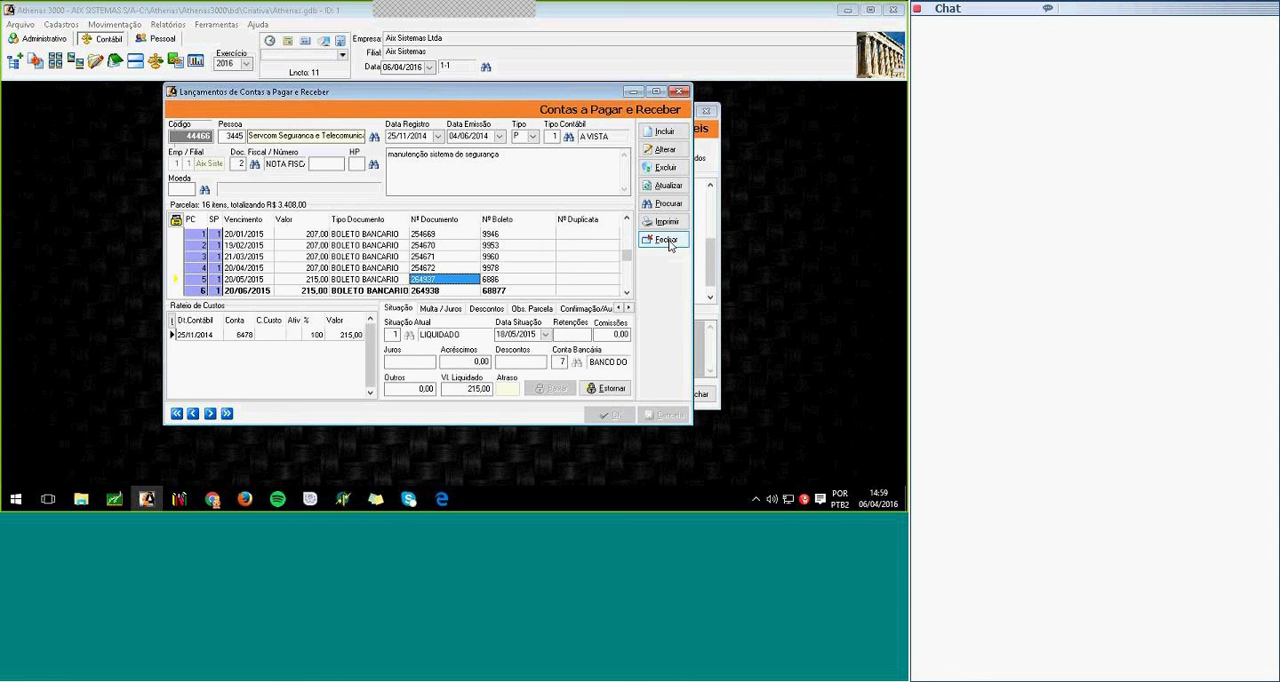 Athenas 3000 - AIX SISTEMAS S/A-C:\Athenas\Athenas3000\bd\Criativa\Athenas.gdb - ID: 1
Chat
Arquivo Cadastros Movimentação Relatórios Ferramentas Ajuda
Administrativo Contábil Pessoal
Exercício
2016
Lncto: 11
Empresa: Aix Sistemas Ltda
Filial: Aix Sistemas
Data: 06/04/2016 1-1
Lançamentos de Contas a Pagar e Receber
Contas a Pagar e Receber
eis
Código Pessoa Data Registro Data Emissão Tipo Tipo Contábil
44466 3445 Servcom Seguranca e Telecomunica 25/11/2014 04/06/2014 P 1 A VISTA
Emp / Filial Doc. Fiscal / Número HP
1 1 Aix Siste 2 NOTA FISC
manutenção sistema de segurança
Moeda
Incluir
Alterar
Excluir
Atualizar
Procurar
Imprimir
Fechar
dos
Parcelas: 16 itens, totalizando R$ 3.408,00
PC SP Vencimento Valor Tipo Documento Nº Documento Nº Boleto Nº Duplicata
1 1 20/01/2015 207,00 BOLETO BANCARIO 254669 9946
2 1 19/02/2015 207,00 BOLETO BANCARIO 254670 9953
3 1 21/03/2015 207,00 BOLETO BANCARIO 254671 9960
4 1 20/04/2015 207,00 BOLETO BANCARIO 254672 9978
5 1 20/05/2015 215,00 BOLETO BANCARIO 264937 6886
6 1 20/06/2015 215,00 BOLETO BANCARIO 264938 68877
Rateio de Custos
Dt.Contábil Conta C.Custo Ativ % Valor
25/11/2014 6478 100 215,00
Situação Multa / Juros Descontos Obs. Parcela Confirmação/Au
Situação Atual Data Situação Retenções Comissões
1 LIQUIDADO 18/05/2015 0,00
Juros Acréscimos Descontos Conta Bancária
0,00 7 BANCO DO
Outros Vl. Liquidado Atraso
0,00 215,00 Baixar Estornar
char
Ok Cancela
POR
PTB2
14:59
06/04/2016